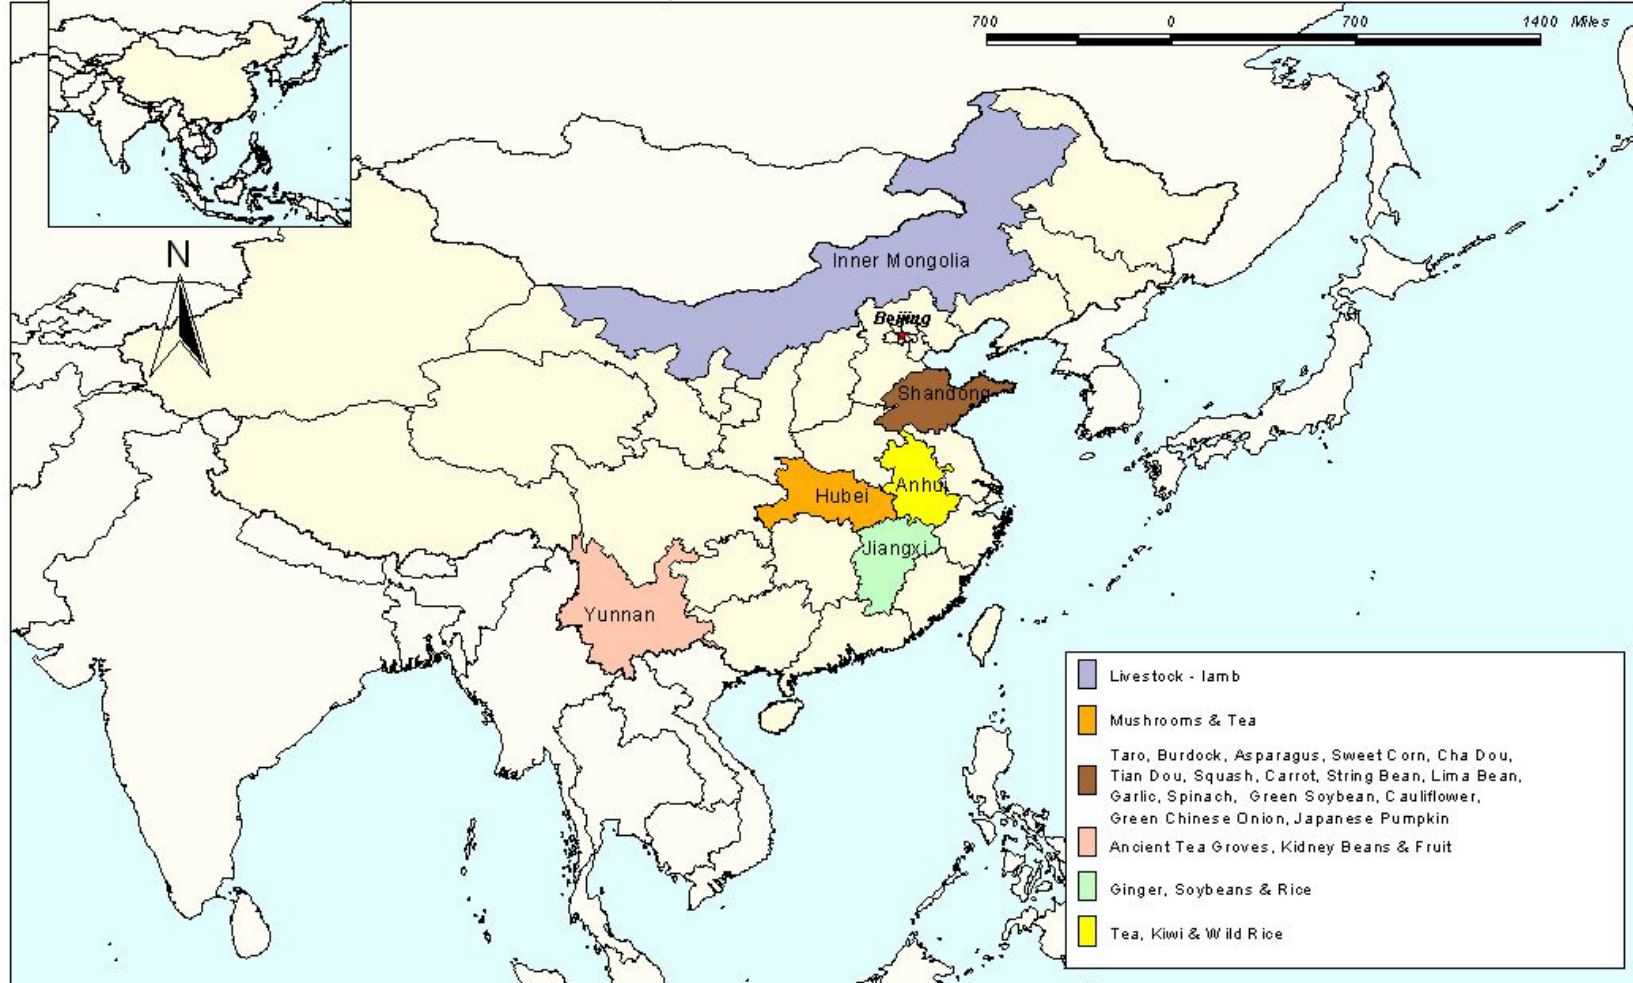 700 0 700 1400 Miles
N
Inner Mongolia
Beijing
Shandong
Anhui
Hubei
Jiangxi
Yunnan
Livestock - lamb
Mushrooms & Tea
Taro, Burdock, Asparagus, Sweet Corn, Cha Dou,
Tian Dou, Squash, Carrot, String Bean, Lima Bean,
Garlic, Spinach, Green Soybean, Cauliflower,
Green Chinese Onion, Japanese Pumpkin
Ancient Tea Groves, Kidney Beans & Fruit
Ginger, Soybeans & Rice
Tea, Kiwi & Wild Rice